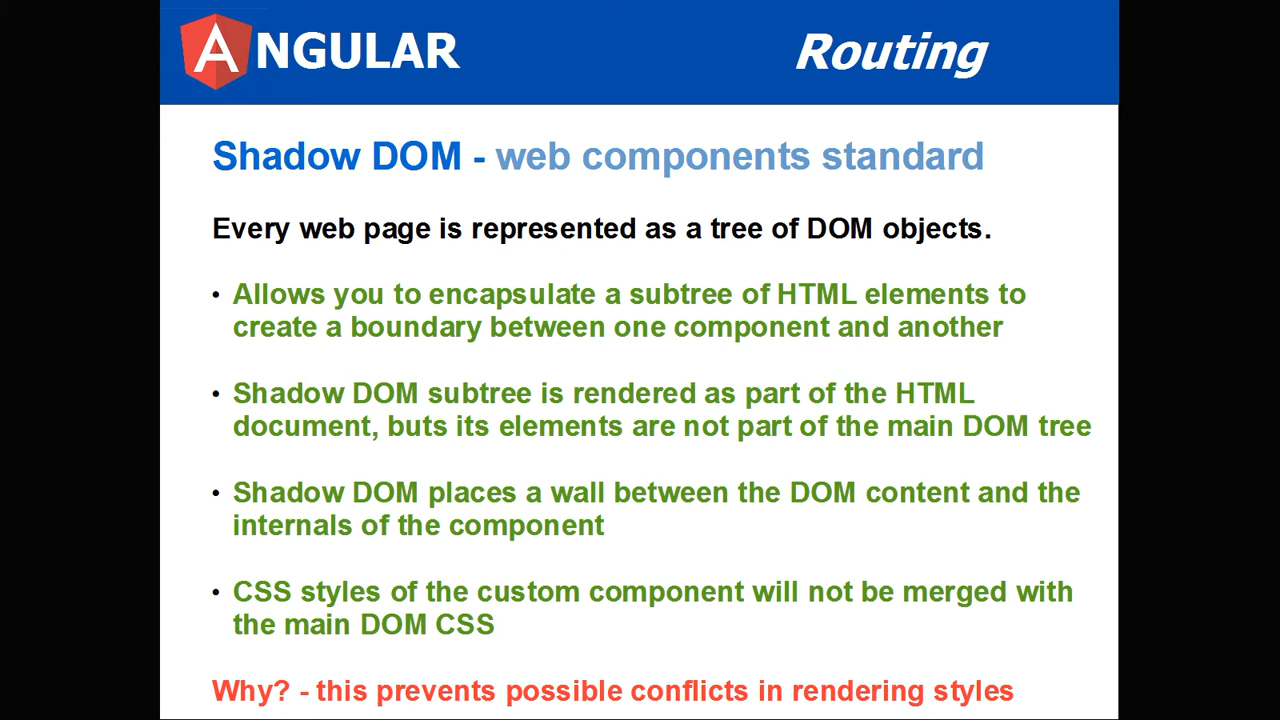 ANGULAR Routing
Shadow DOM - web components standard
Every web page is represented as a tree of DOM objects.
• Allows you to encapsulate a subtree of HTML elements to
create a boundary between one component and another
• Shadow DOM subtree is rendered as part of the HTML
document, buts its elements are not part of the main DOM tree
• Shadow DOM places a wall between the DOM content and the
internals of the component
• CSS styles of the custom component will not be merged with
the main DOM CSS
Why? - this prevents possible conflicts in rendering styles